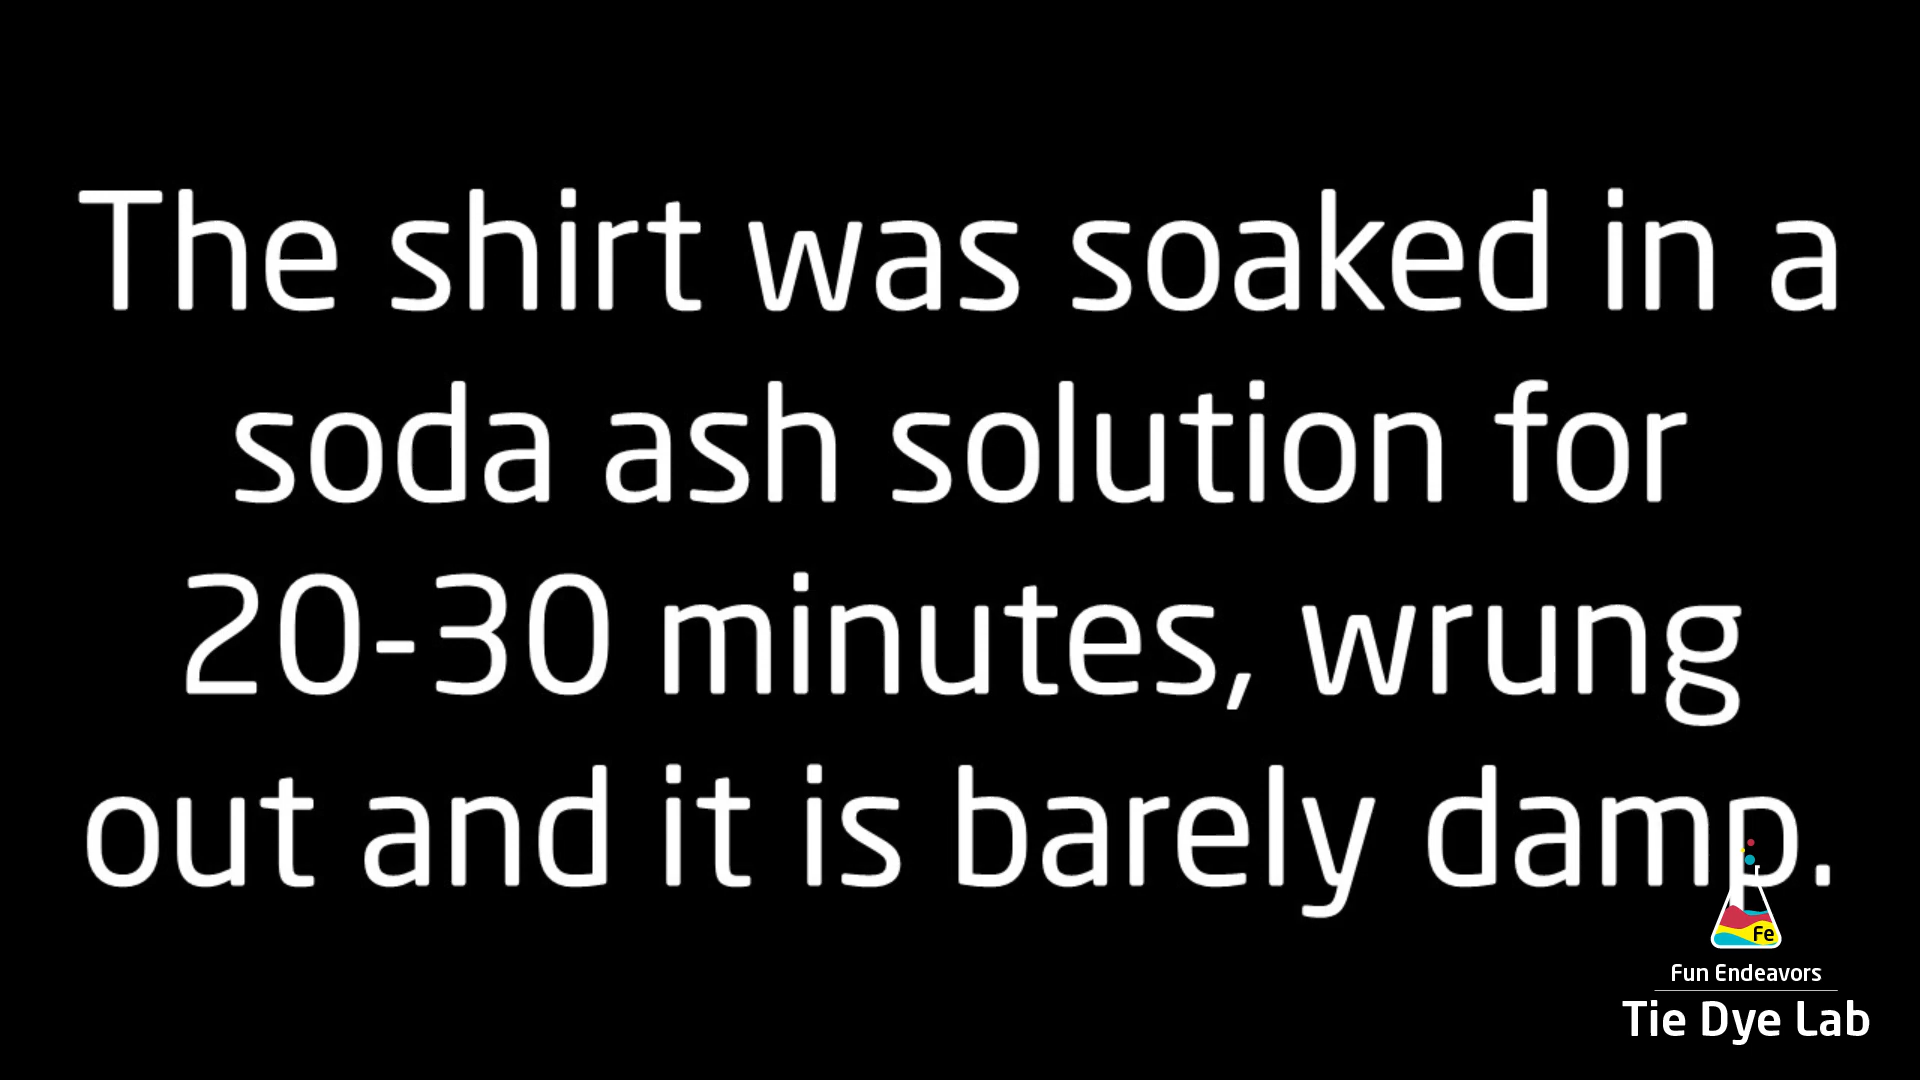 The shirt was soaked in a
soda ash solution for
20-30 minutes, wrung
out and it is barely damp.
Fe
Fun Endeavors
Tie Dye Lab